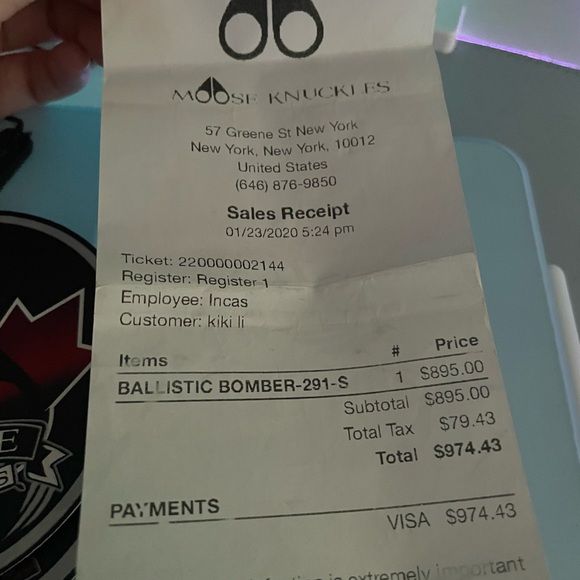 MOOSE KNUCKLES
57 Greene St New York
New York, New York, 10012
United States
(646) 876-9850
Sales Receipt
01/23/2020 5:24 pm
Ticket: 220000002144
Register: Register 1
Employee: Incas
Customer: kiki li
Items # Price
BALLISTIC BOMBER-291-S 1 $895.00
Subtotal $895.00
Total Tax $79.43
Total $974.43
PAYMENTS
VISA $974.43
is extremely important